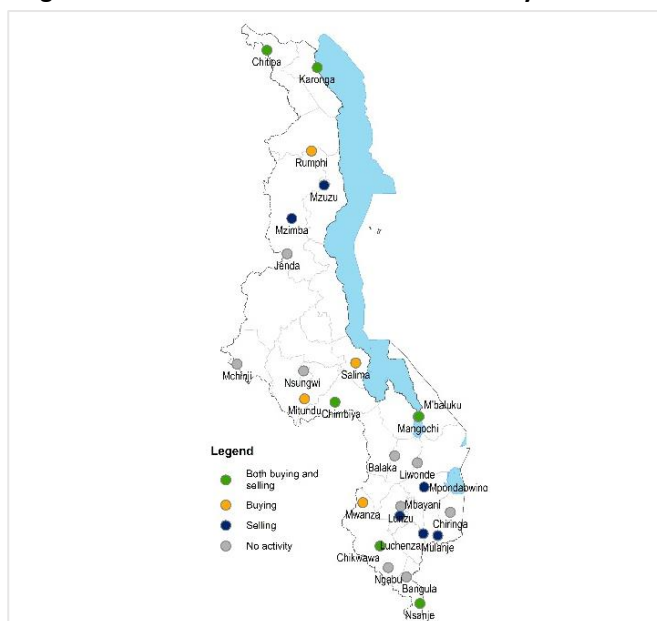 Chitipa
Karonga
Rumphi
Mzuzu
Mzimba
Jenda
Mchinji
Nsungwi
Salima
Mitundu
Chimbiya
M'baluku
Mangochi
Legend
Both buying and
selling
Buying
Selling
No activity
Balaka
Liwonde
Mpondabwino
Mwanza
Mbayani
Lunzu
Chiringa
Luchenza
Mulanje
Chikwawa
Ngabu
Bangula
Nsanje